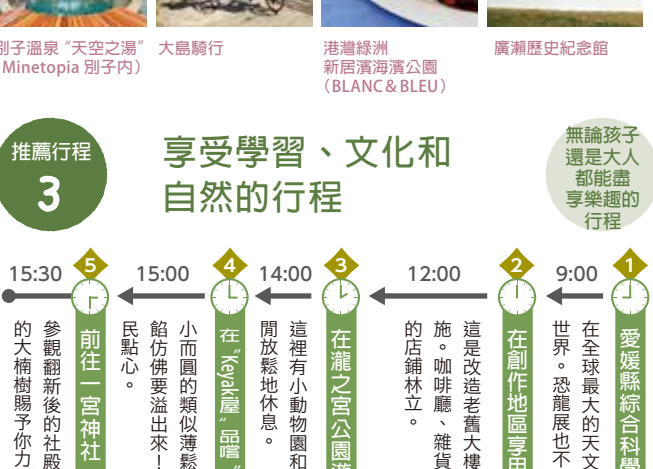 別子溫泉 “天空之湯”
Minetopia 別子内）
大島騎行
港灣綠洲
新居濱海濱公園
（BLANC＆BLEU）
廣瀨歷史紀念館
推薦行程
3
享受學習、文化和
自然的行程
無論孩子
還是大人
都能盡
享樂趣的
行程
1
愛媛縣綜合科學
在全球最大的天文
世界。恐龍展也不
9:00
2
在創作地區享用
這是改造老舊大樓
施。咖啡廳、雜貨
的店鋪林立。
12:00
3
在瀧之宮公園遊
這裡有小動物園和
閒放鬆地休息。
14:00
4
在“Keyaki屋”品嚐“
小而圓的類似薄鬆
餡仿佛要溢出來！
民點心。
15:00
5
前往一宮神社
參觀翻新後的社殿
的大楠樹賜予你力
15:30